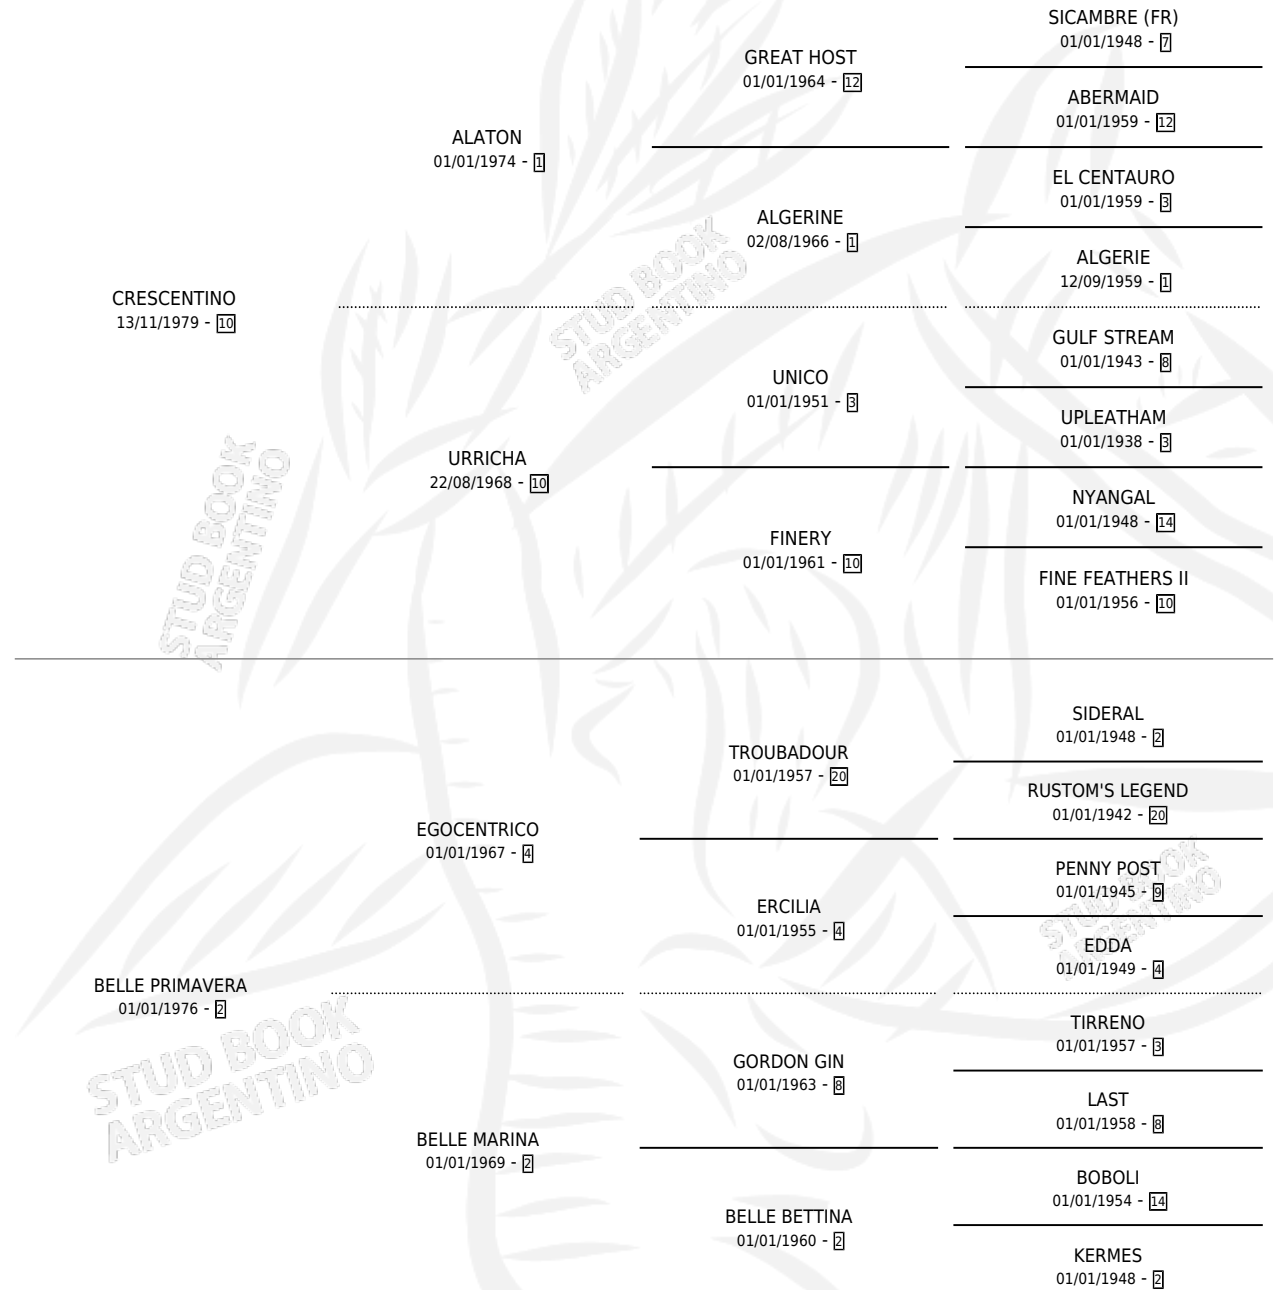 SICAMBRE (FR)
01/01/1948 - 7
GREAT HOST
01/01/1964 - 12
ABERMAID
01/01/1959 - 12
ALATON
01/01/1974 - 1
EL CENTAURO
01/01/1959 - 3
ALGERINE
02/08/1966 - 1
ALGERIE
12/09/1959 - 1
CRESCENTINO
13/11/1979 - 10
STUD BOOK
ARGENTINO
GULF STREAM
01/01/1943 - 8
UNICO
01/01/1951 - 3
UPLEATHAM
01/01/1938 - 3
URRICHA
22/08/1968 - 10
NYANGAL
01/01/1948 - 14
FINERY
01/01/1961 - 10
FINE FEATHERS II
01/01/1956 - 10
STUD BOOK
ARGENTINO
SIDERAL
01/01/1948 - 2
TROUBADOUR
01/01/1957 - 20
RUSTOM'S LEGEND
01/01/1942 - 20
EGOCENTRICO
01/01/1967 - 4
PENNY POST
01/01/1945 - 9
STUD BOOK
ARGENTINO
ERCILIA
01/01/1955 - 4
EDDA
01/01/1949 - 4
BELLE PRIMAVERA
01/01/1976 - 2
STUD BOOK
ARGENTINO
TIRRENO
01/01/1957 - 3
GORDON GIN
01/01/1963 - 8
LAST
01/01/1958 - 8
BELLE MARINA
01/01/1969 - 2
BOBOLI
01/01/1954 - 14
BELLE BETTINA
01/01/1960 - 2
KERMES
01/01/1948 - 2